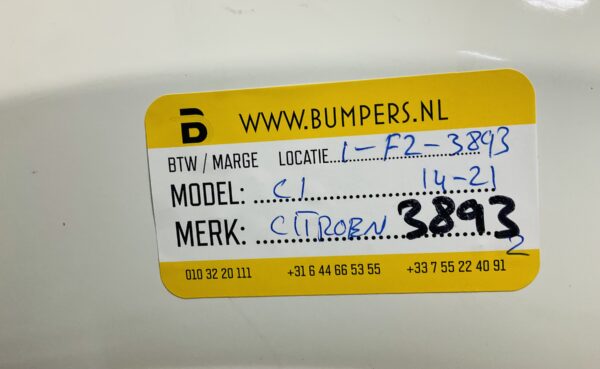 WWW.BUMPERS.NL
BTW / MARGE LOCATIE...1-F2-3893
MODEL: C1 14-21
MERK: CITROEN 3893
2
010 32 20 111 +31 6 44 66 53 55 +33 7 55 22 40 91